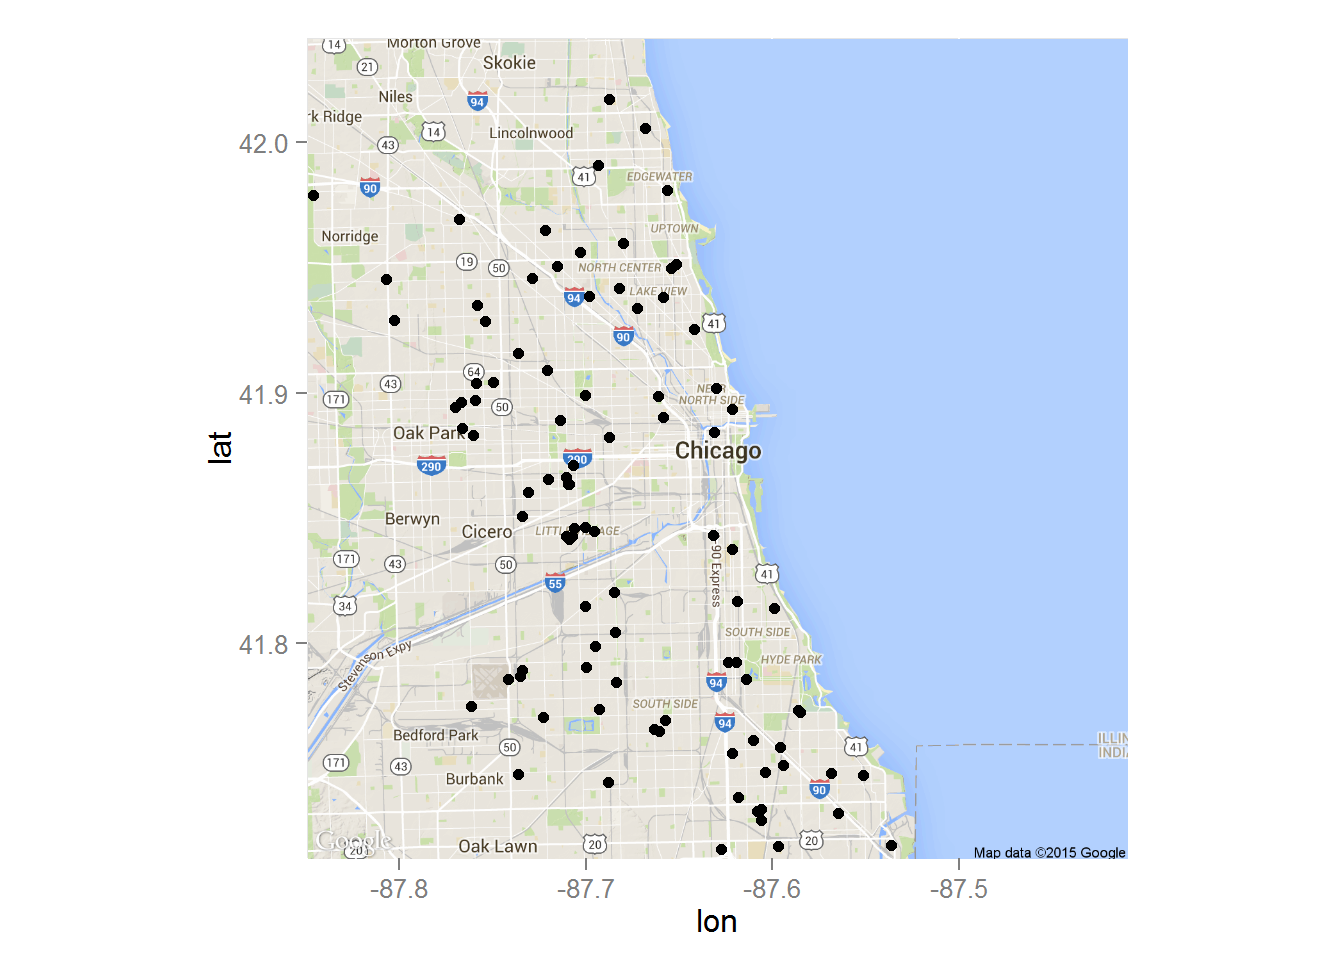 14
Morton Grove
Skokie
21
Niles
94
rk Ridge
14
Lincolnwood
43
42.0
41
EDGEWATER
90
UPTOWN
Norridge
19
50
NORTH CENTER
94
LAKE VIEW
41
90
64
43
171
50
41.9
NEAR
NORTH SIDE
lat
Oak Park
Chicago
290
290
Berwyn
Cicero
171
43
50
55
90 Express
41
34
SOUTH SIDE
41.8
Stevenson Expy
HYDE PARK
94
SOUTH SIDE
94
Bedford Park
50
41
ILLIN
INDIA
171
43
Burbank
90
Google
20
Oak Lawn
20
20
Map data ©2015 Google
-87.8
-87.7
-87.6
-87.5
lon